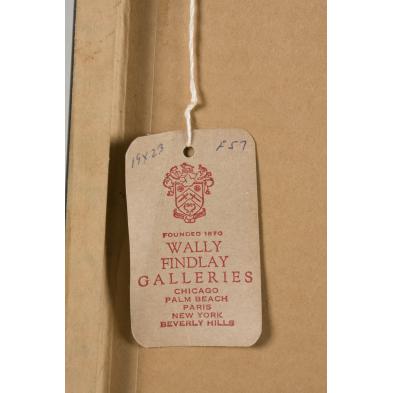 19x23 F57
FOUNDED 1870
WALLY
FINDLAY
GALLERIES
CHICAGO
PALM BEACH
PARIS
NEW YORK
BEVERLY HILLS